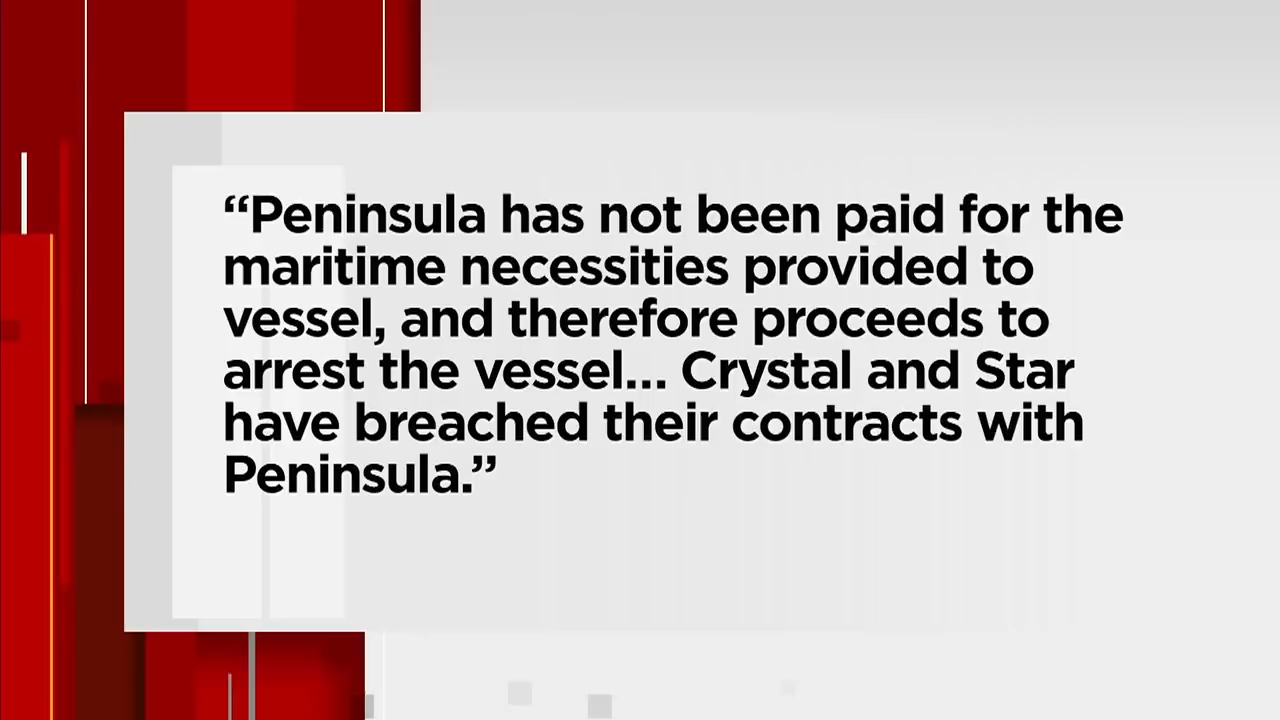 “Peninsula has not been paid for the
maritime necessities provided to
vessel, and therefore proceeds to
arrest the vessel... Crystal and Star
have breached their contracts with
Peninsula.”